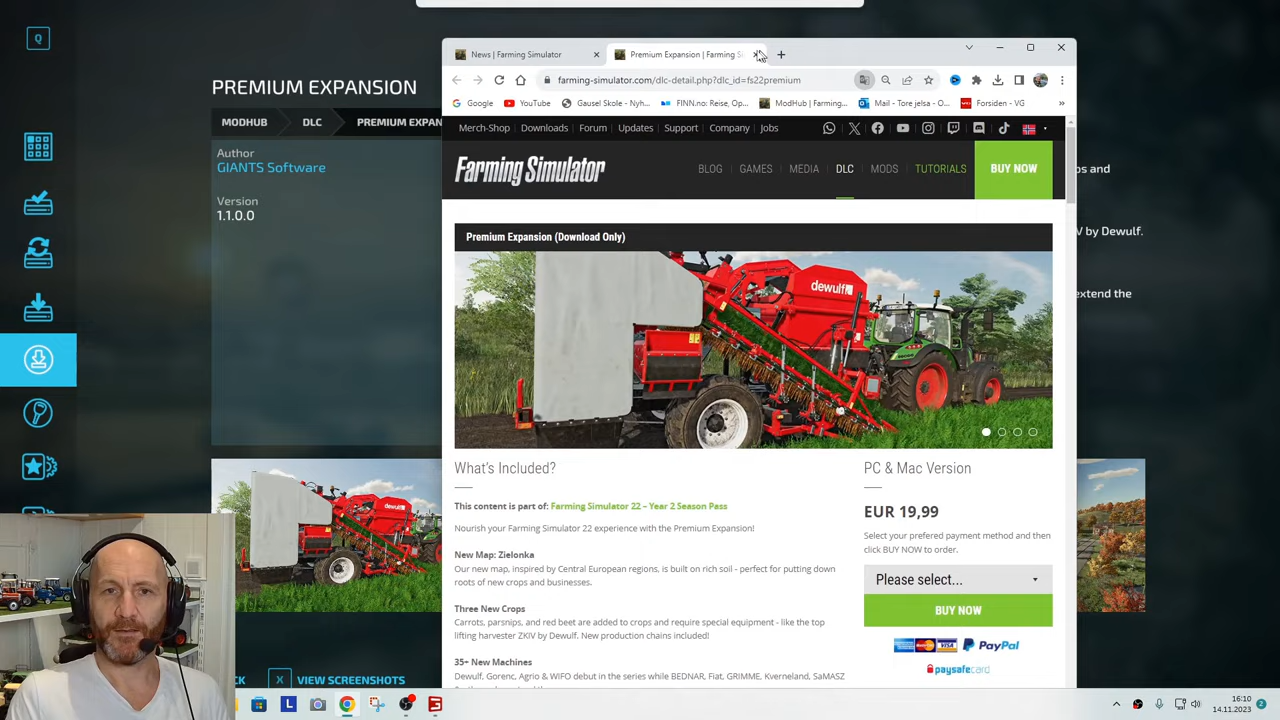 Q
PREMIUM EXPANSION
MODHUB DLC PREMIUM EXPAN
Author
GIANTS Software
Version
1.1.0.0
ps and
V by Dewulf.
extend the
CK X VIEW SCREENSHOTS
News | Farming Simulator
Premium Expansion | Farming Si
farming-simulator.com/dlc-detail.php?dlc_id=fs22premium
Google YouTube Gausel Skole - Nyh... FINN.no: Reise, Op... ModHub | Farming... Mail - Tore jelsa - O... Forsiden - VG
Merch-Shop Downloads Forum Updates Support Company Jobs
Farming Simulator
BLOG GAMES MEDIA DLC MODS TUTORIALS BUY NOW
Premium Expansion (Download Only)
dewulf
What's Included?
This content is part of: Farming Simulator 22 – Year 2 Season Pass
Nourish your Farming Simulator 22 experience with the Premium Expansion!
New Map: Zielonka
Our new map, inspired by Central European regions, is built on rich soil - perfect for putting down
roots of new crops and businesses.
Three New Crops
Carrots, parsnips, and red beet are added to crops and require special equipment - like the top
lifting harvester ZKIV by Dewulf. New production chains included!
35+ New Machines
Dewulf, Gorenc, Agrio & WIFO debut in the series while BEDNAR, Fiat, GRIMME, Kverneland, SaMASZ
PC & Mac Version
EUR 19,99
Select your prefered payment method and then
click BUY NOW to order.
Please select...
BUY NOW
VISA PayPal
paysafecard
16:10
14.11.2023
2